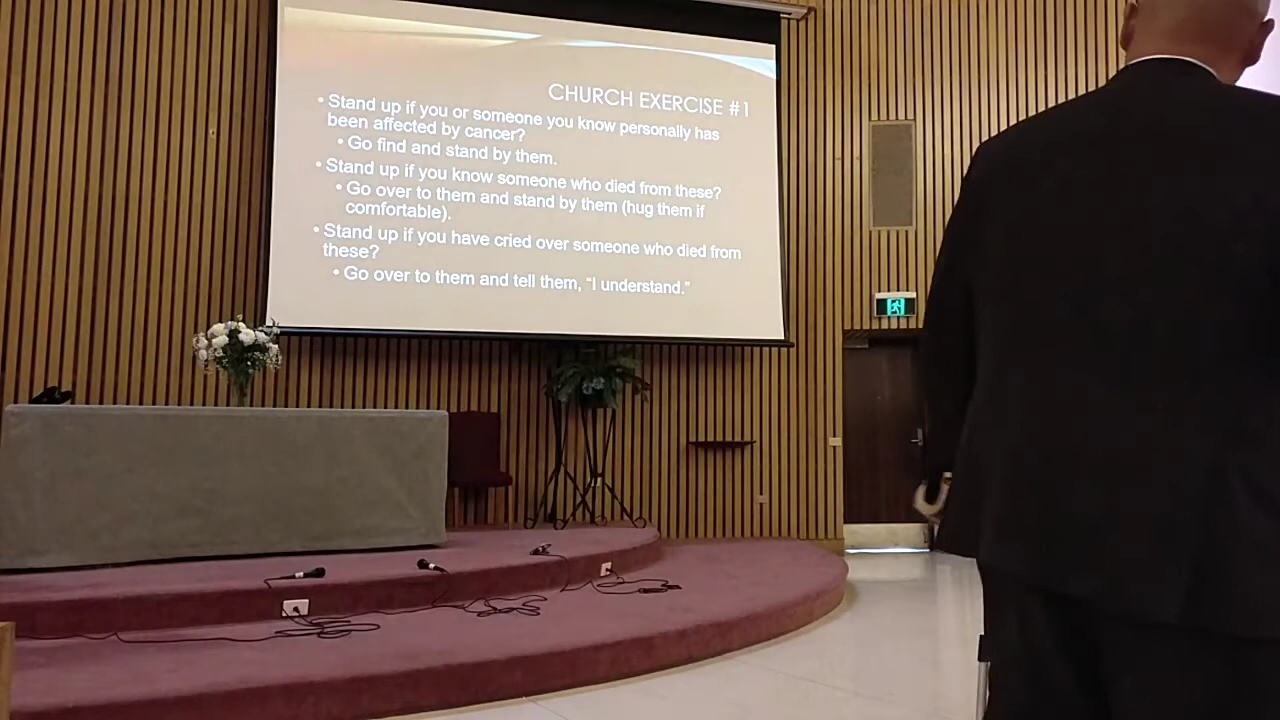 CHURCH EXERCISE #1
• Stand up if you or someone you know personally has
been affected by cancer?
• Go find and stand by them.
• Stand up if you know someone who died from these?
• Go over to them and stand by them (hug them if
comfortable).
• Stand up if you have cried over someone who died from
these?
• Go over to them and tell them, “I understand.”